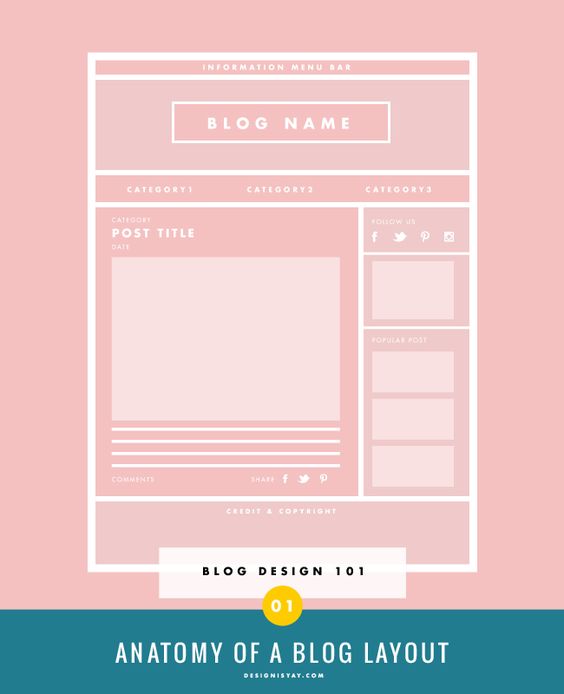 INFORMATION MENU BAR
BLOG NAME
CATEGORY1 CATEGORY2 CATEGORY3
CATEGORY
POST TITLE
DATE
COMMENTS SHARE
FOLLOW US
POPULAR POST
CREDIT & COPYRIGHT
BLOG DESIGN 101
01
ANATOMY OF A BLOG LAYOUT
DESIGNISYAY.COM